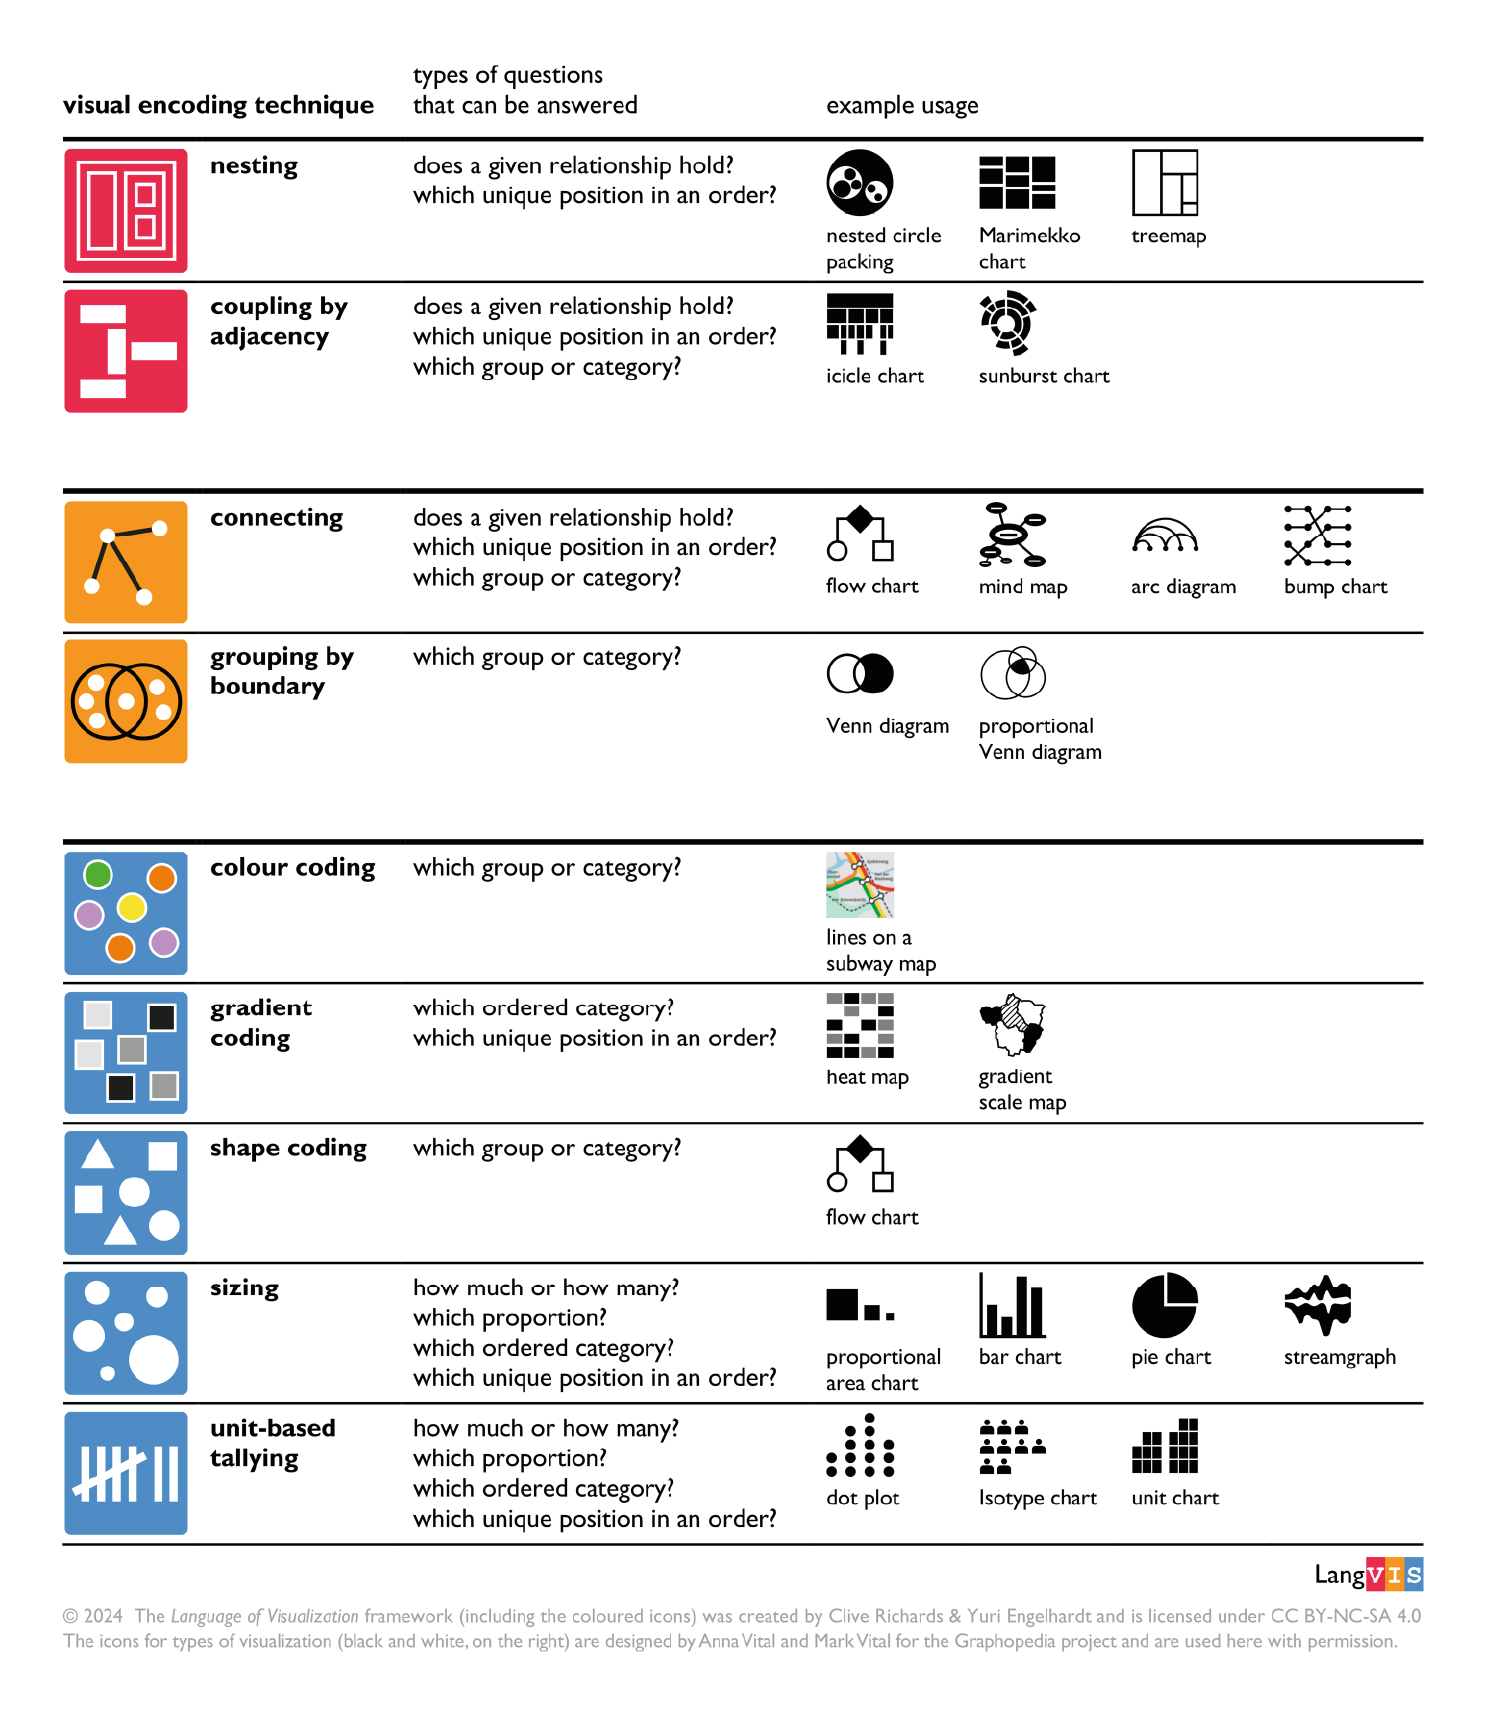 types of questions
visual encoding technique that can be answered example usage
nesting
does a given relationship hold?
which unique position in an order?
nested circle
packing
Marimekko
chart
treemap
coupling by
adjacency
does a given relationship hold?
which unique position in an order?
which group or category?
icicle chart
sunburst chart
connecting
does a given relationship hold?
which unique position in an order?
which group or category?
flow chart
mind map
arc diagram
bump chart
grouping by
boundary
which group or category?
Venn diagram
proportional
Venn diagram
colour coding
which group or category?
lines on a
subway map
gradient
coding
which ordered category?
which unique position in an order?
heat map
gradient
scale map
shape coding
which group or category?
flow chart
sizing
how much or how many?
which proportion?
which ordered category?
which unique position in an order?
proportional
area chart
bar chart
pie chart
streamgraph
unit-based
tallying
how much or how many?
which proportion?
which ordered category?
which unique position in an order?
dot plot
Isotype chart
unit chart
LangVIS
© 2024 The Language of Visualization framework (including the coloured icons) was created by Clive Richards & Yuri Engelhardt and is licensed under CC BY-NC-SA 4.0
The icons for types of visualization (black and white, on the right) are designed by Anna Vital and Mark Vital for the Graphopedia project and are used here with permission.